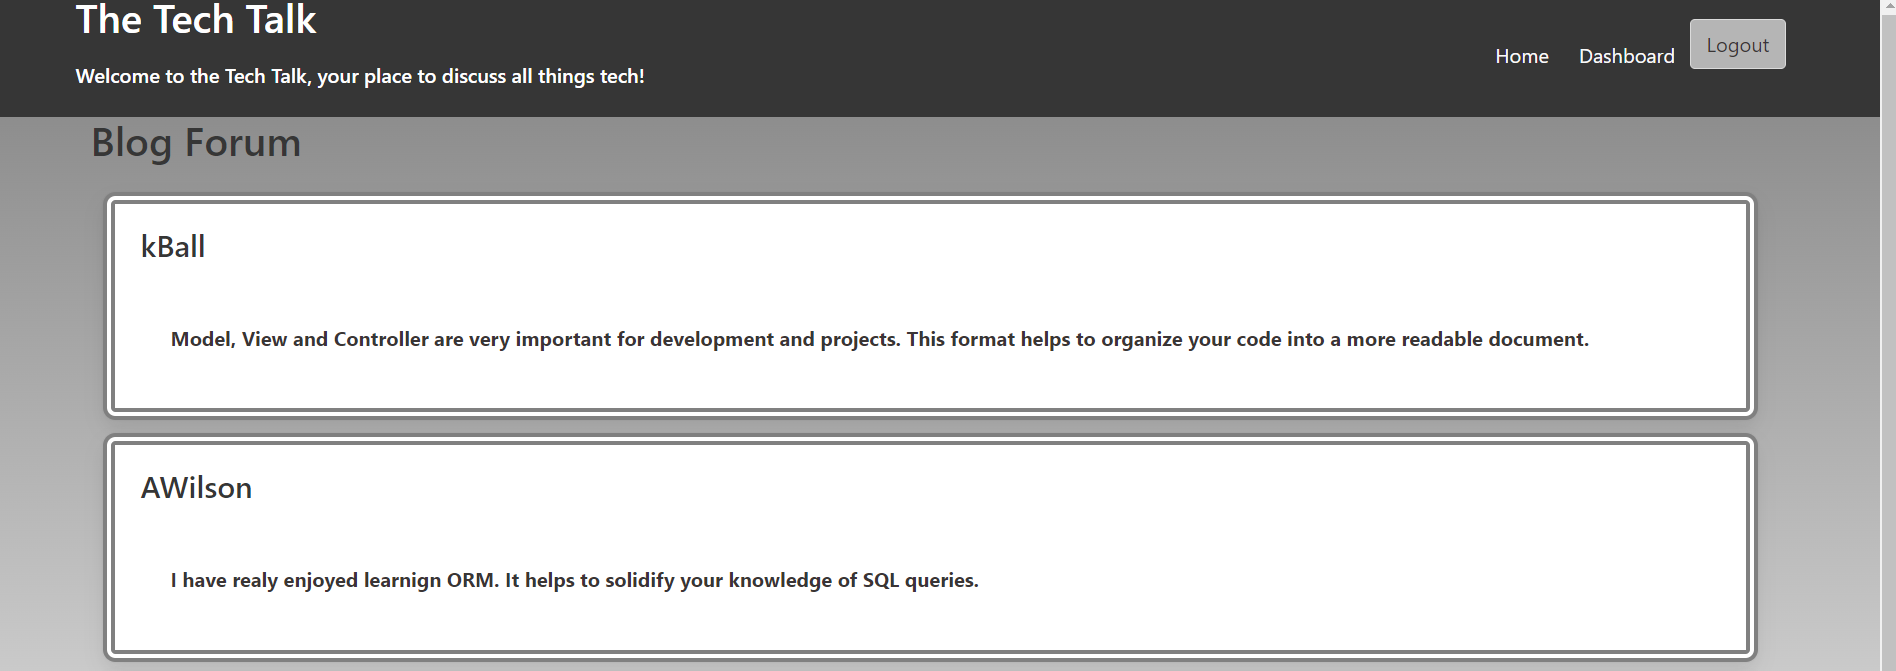 The Tech Talk
Welcome to the Tech Talk, your place to discuss all things tech!
Home Dashboard Logout
Blog Forum
kBall
Model, View and Controller are very important for development and projects. This format helps to organize your code into a more readable document.
AWilson
I have realy enjoyed learnign ORM. It helps to solidify your knowledge of SQL queries.